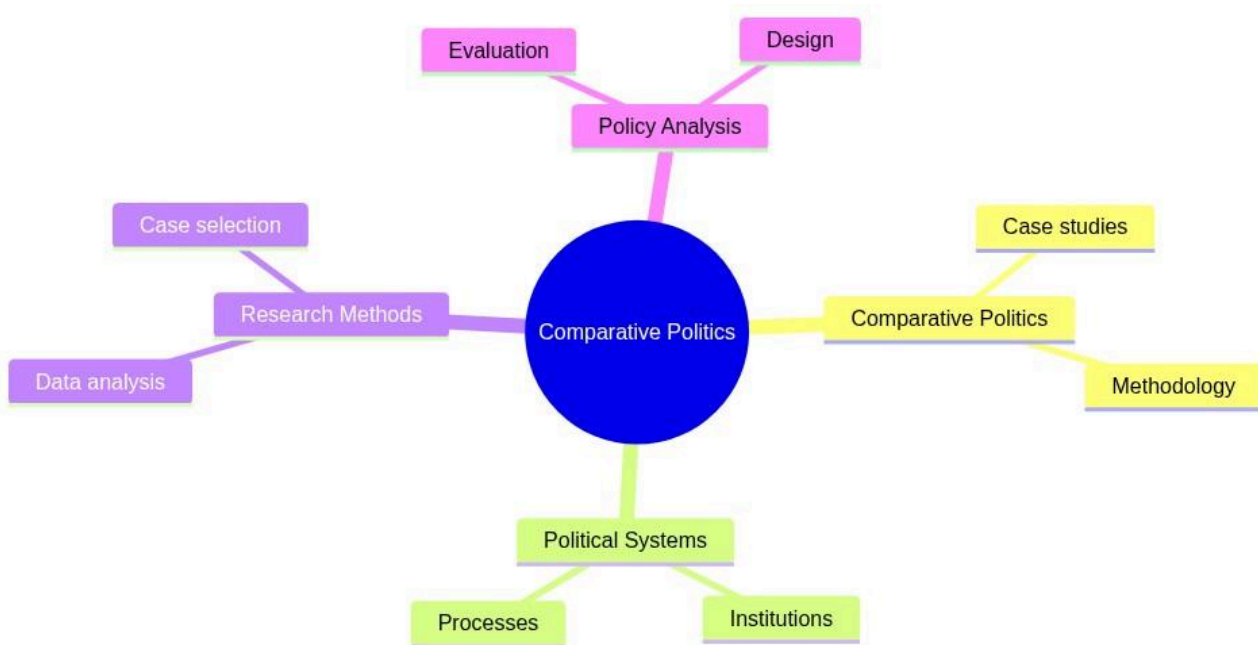 Evaluation
Design
Policy Analysis
Case selection
Case studies
Research Methods
Comparative Politics
Comparative Politics
Data analysis
Methodology
Political Systems
Processes
Institutions